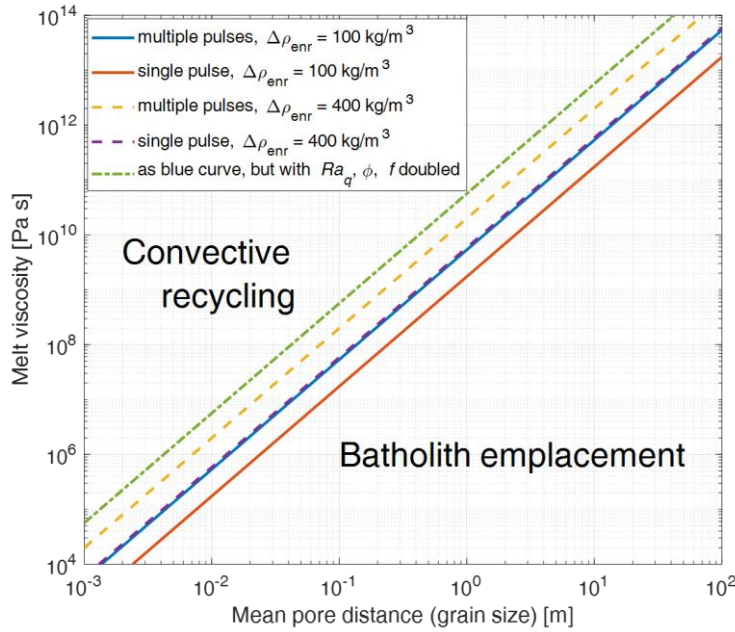 10^14
10^12
10^10
10^8
10^6
10^4
Melt viscosity [Pa s]
multiple pulses, Δρ_enr = 100 kg/m^3
single pulse, Δρ_enr = 100 kg/m^3
multiple pulses, Δρ_enr = 400 kg/m^3
single pulse, Δρ_enr = 400 kg/m^3
as blue curve, but with Ra_q, ϕ, f doubled
Convective
recycling
Batholith emplacement
10^-3 10^-2 10^-1 10^0 10^1 10^2
Mean pore distance (grain size) [m]